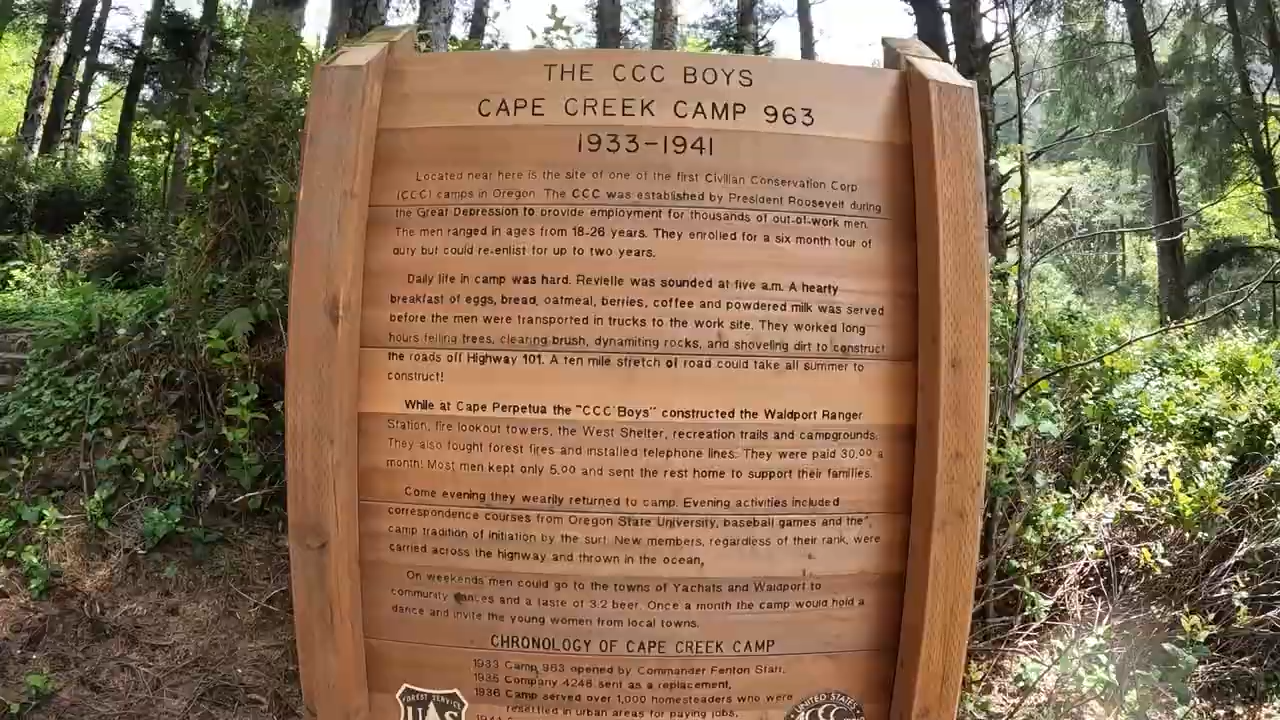 THE CCC BOYS
CAPE CREEK CAMP 963
1933-1941
Located near here is the site of one of the first Civilian Conservation Corp
(CCC) camps in Oregon. The CCC was established by President Roosevelt during
the Great Depression to provide employment for thousands of out-of-work men.
The men ranged in ages from 18-26 years. They enrolled for a six month tour of
duty but could re-enlist for up to two years.
Daily life in camp was hard. Revielle was sounded at five a.m. A hearty
breakfast of eggs, bread, oatmeal, berries, coffee and powdered milk was served
before the men were transported in trucks to the work site. They worked long
hours felling trees, clearing brush, dynamiting rocks, and shoveling dirt to construct
the roads off Highway 101. A ten mile stretch of road could take all summer to
construct!
While at Cape Perpetua the "CCC Boys" constructed the Waldport Ranger
Station, fire lookout towers, the West Shelter, recreation trails and campgrounds.
They also fought forest fires and installed telephone lines. They were paid 30.00 a
month! Most men kept only 5.00 and sent the rest home to support their families.
Come evening they wearily returned to camp. Evening activities included
correspondence courses from Oregon State University, baseball games and the
camp tradition of initiation by the surf. New members, regardless of their rank, were
carried across the highway and thrown in the ocean.
On weekends men could go to the towns of Yachats and Waldport to
community dances and a taste of 3.2 beer. Once a month the camp would hold a
dance and invite the young women from local towns.
CHRONOLOGY OF CAPE CREEK CAMP
1933 Camp 963 opened by Commander Fenton Starr.
1935 Company 4248 sent as a replacement.
1936 Camp served over 1,000 homesteaders who were
resettled in urban areas for paying jobs.
FOREST SERVICE
U S
UNITED STATES
CCC